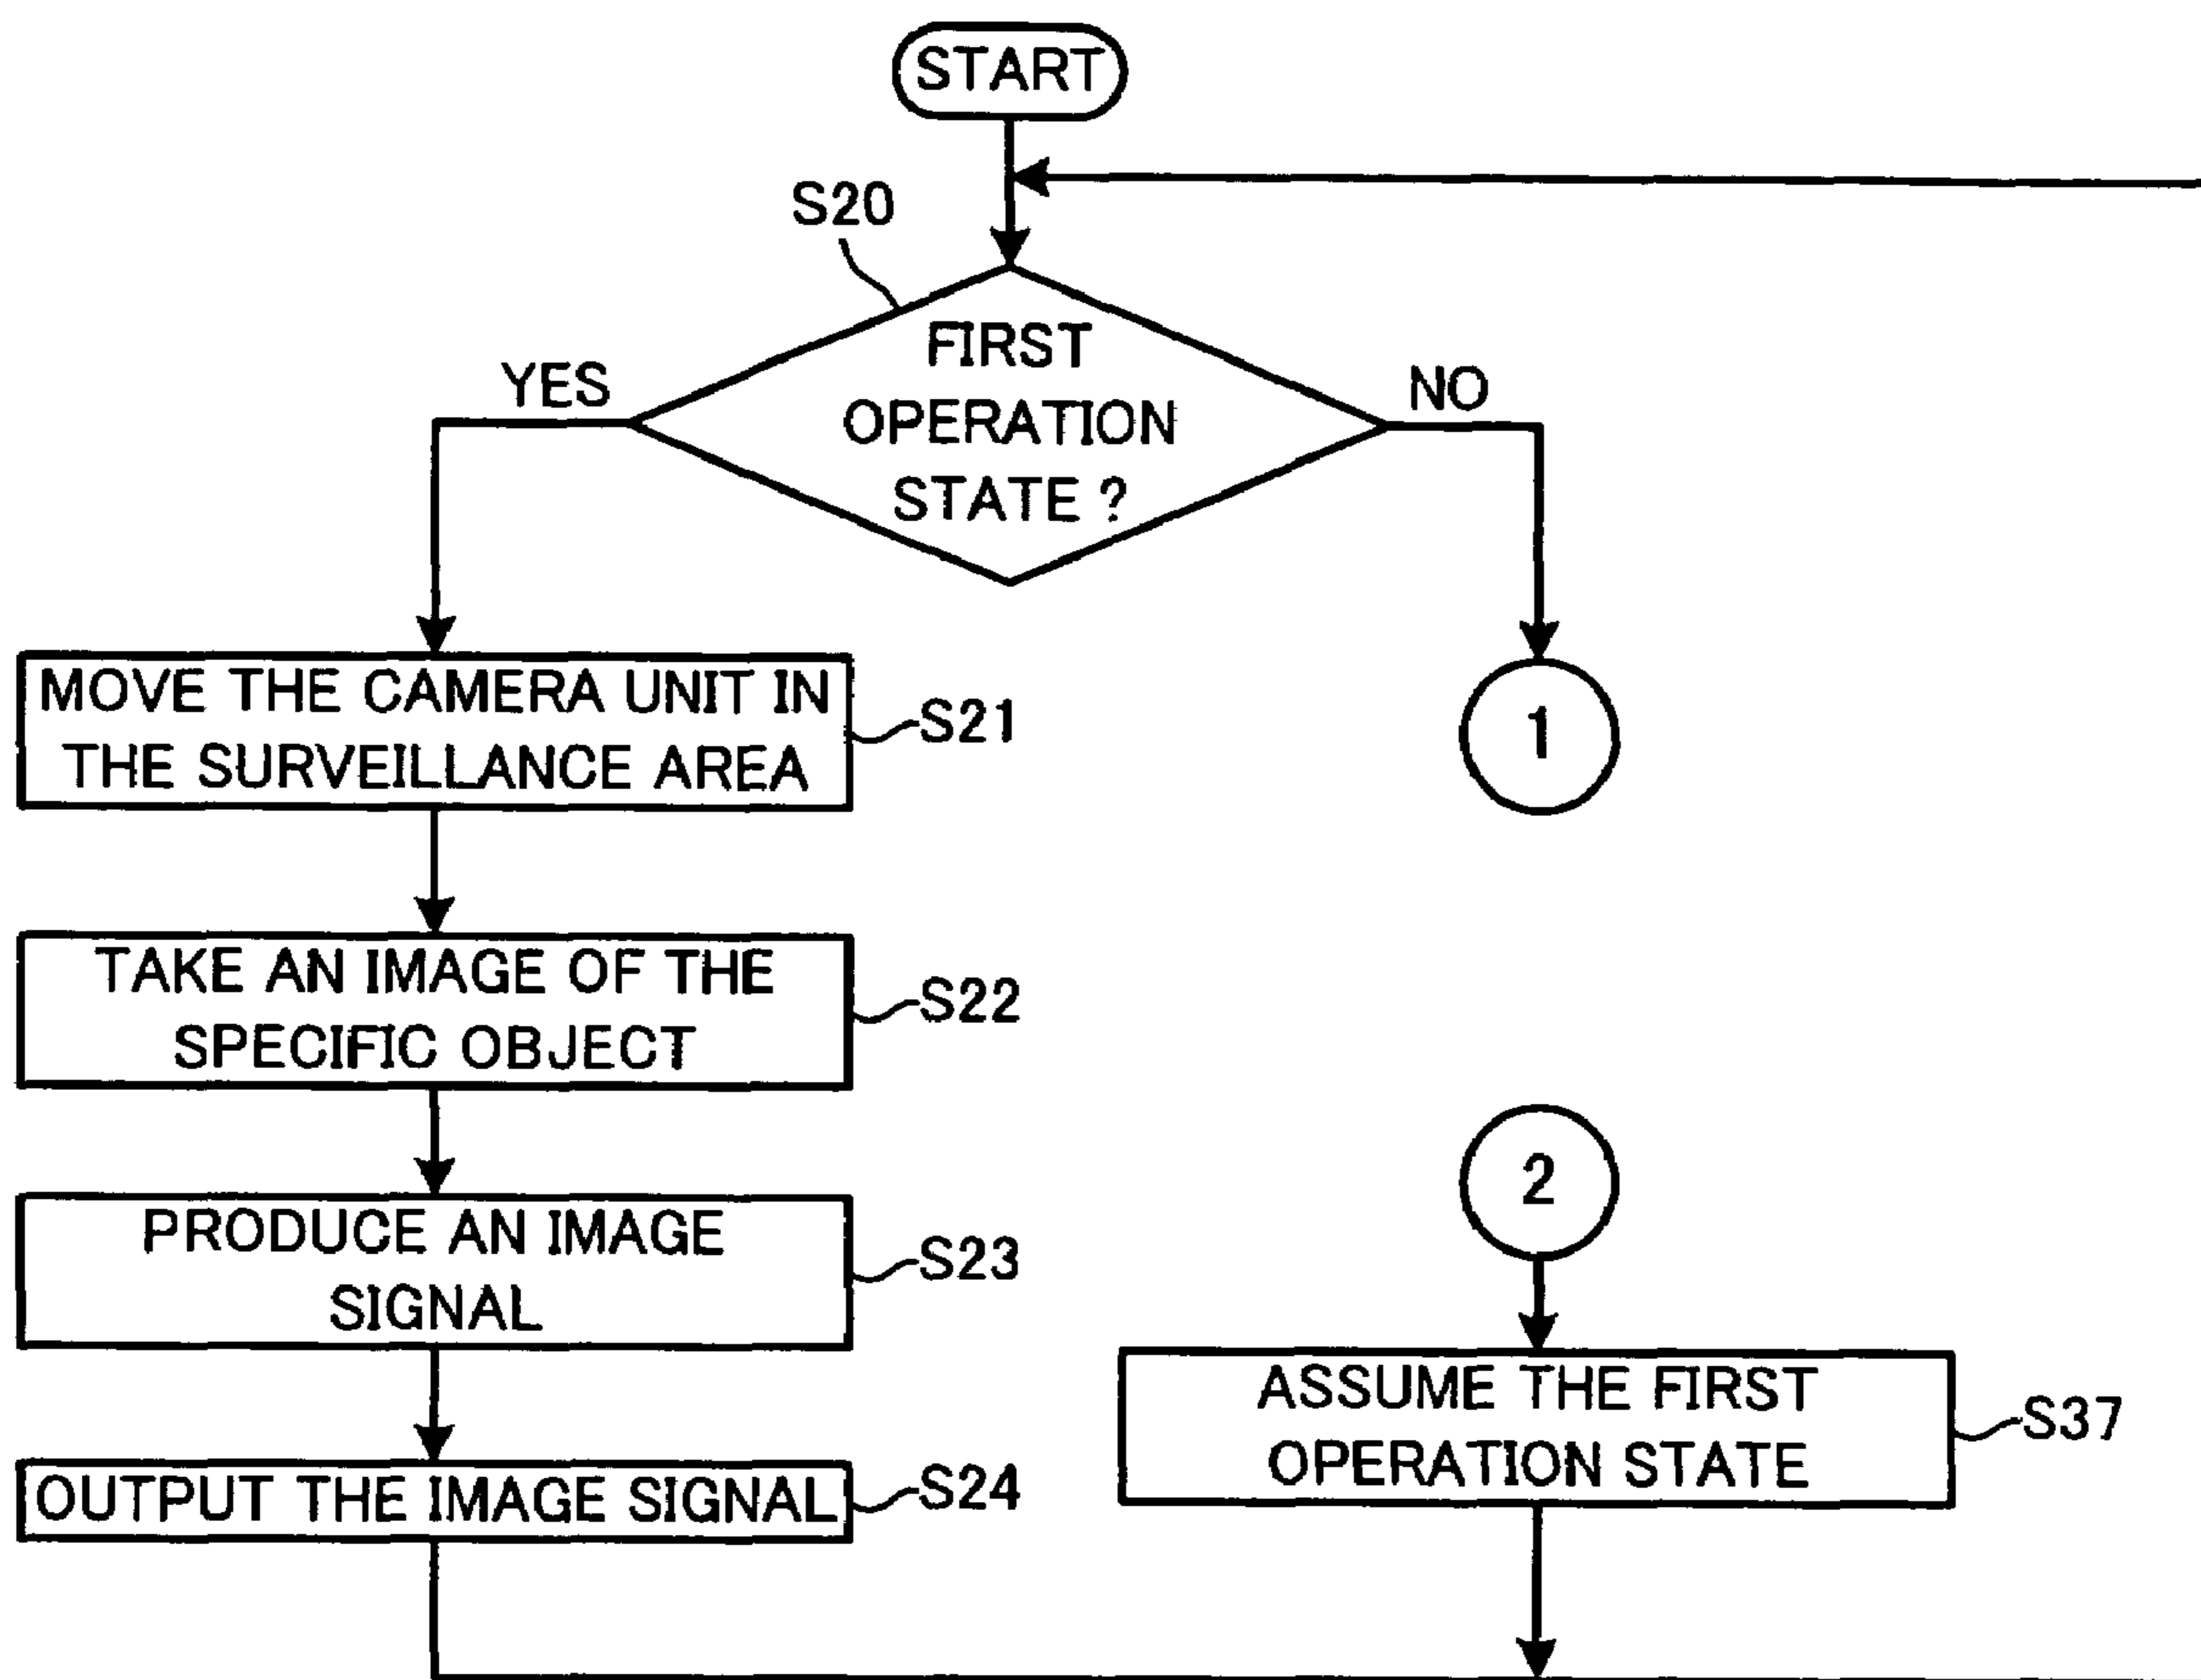 START
S20
FIRST
OPERATION
STATE ?
YES
NO
MOVE THE CAMERA UNIT IN
THE SURVEILLANCE AREA
S21
1
TAKE AN IMAGE OF THE
SPECIFIC OBJECT
S22
PRODUCE AN IMAGE
SIGNAL
S23
OUTPUT THE IMAGE SIGNAL
S24
2
ASSUME THE FIRST
OPERATION STATE
S37